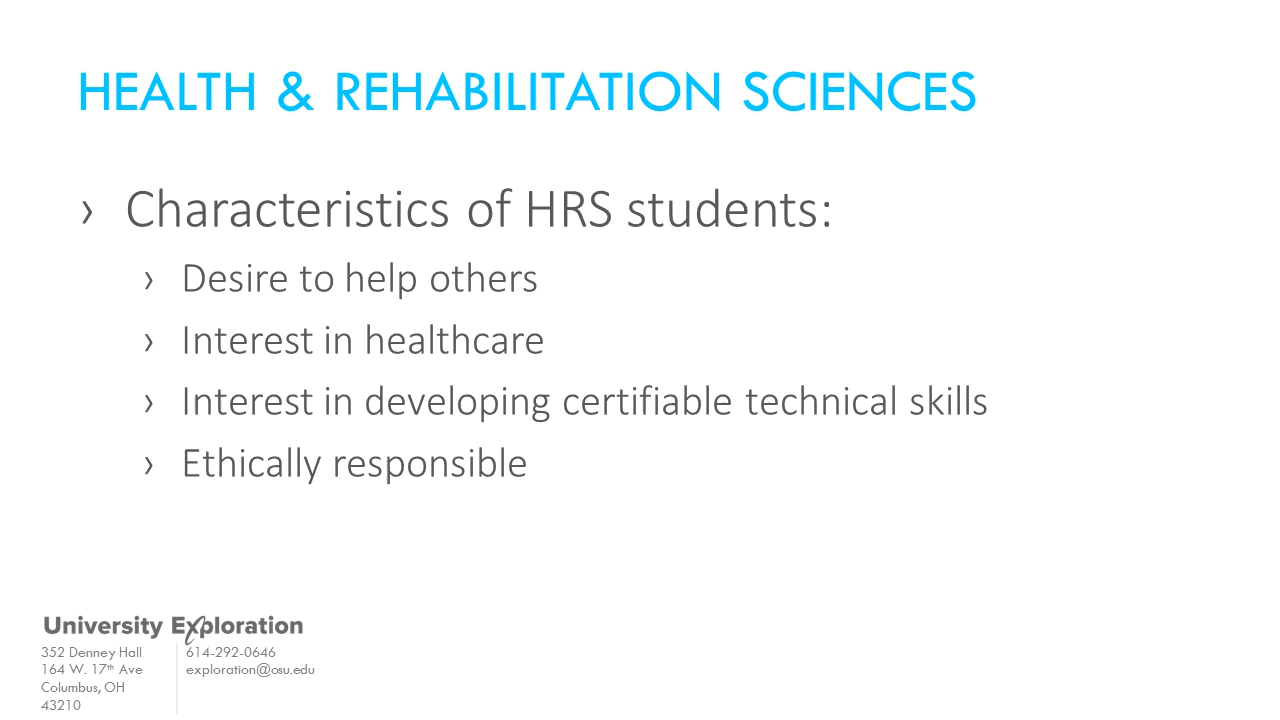 HEALTH & REHABILITATION SCIENCES
› Characteristics of HRS students:
› Desire to help others
› Interest in healthcare
› Interest in developing certifiable technical skills
› Ethically responsible
University Exploration
352 Denney Hall
164 W. 17th Ave
Columbus, OH
43210
614-292-0646
exploration@osu.edu